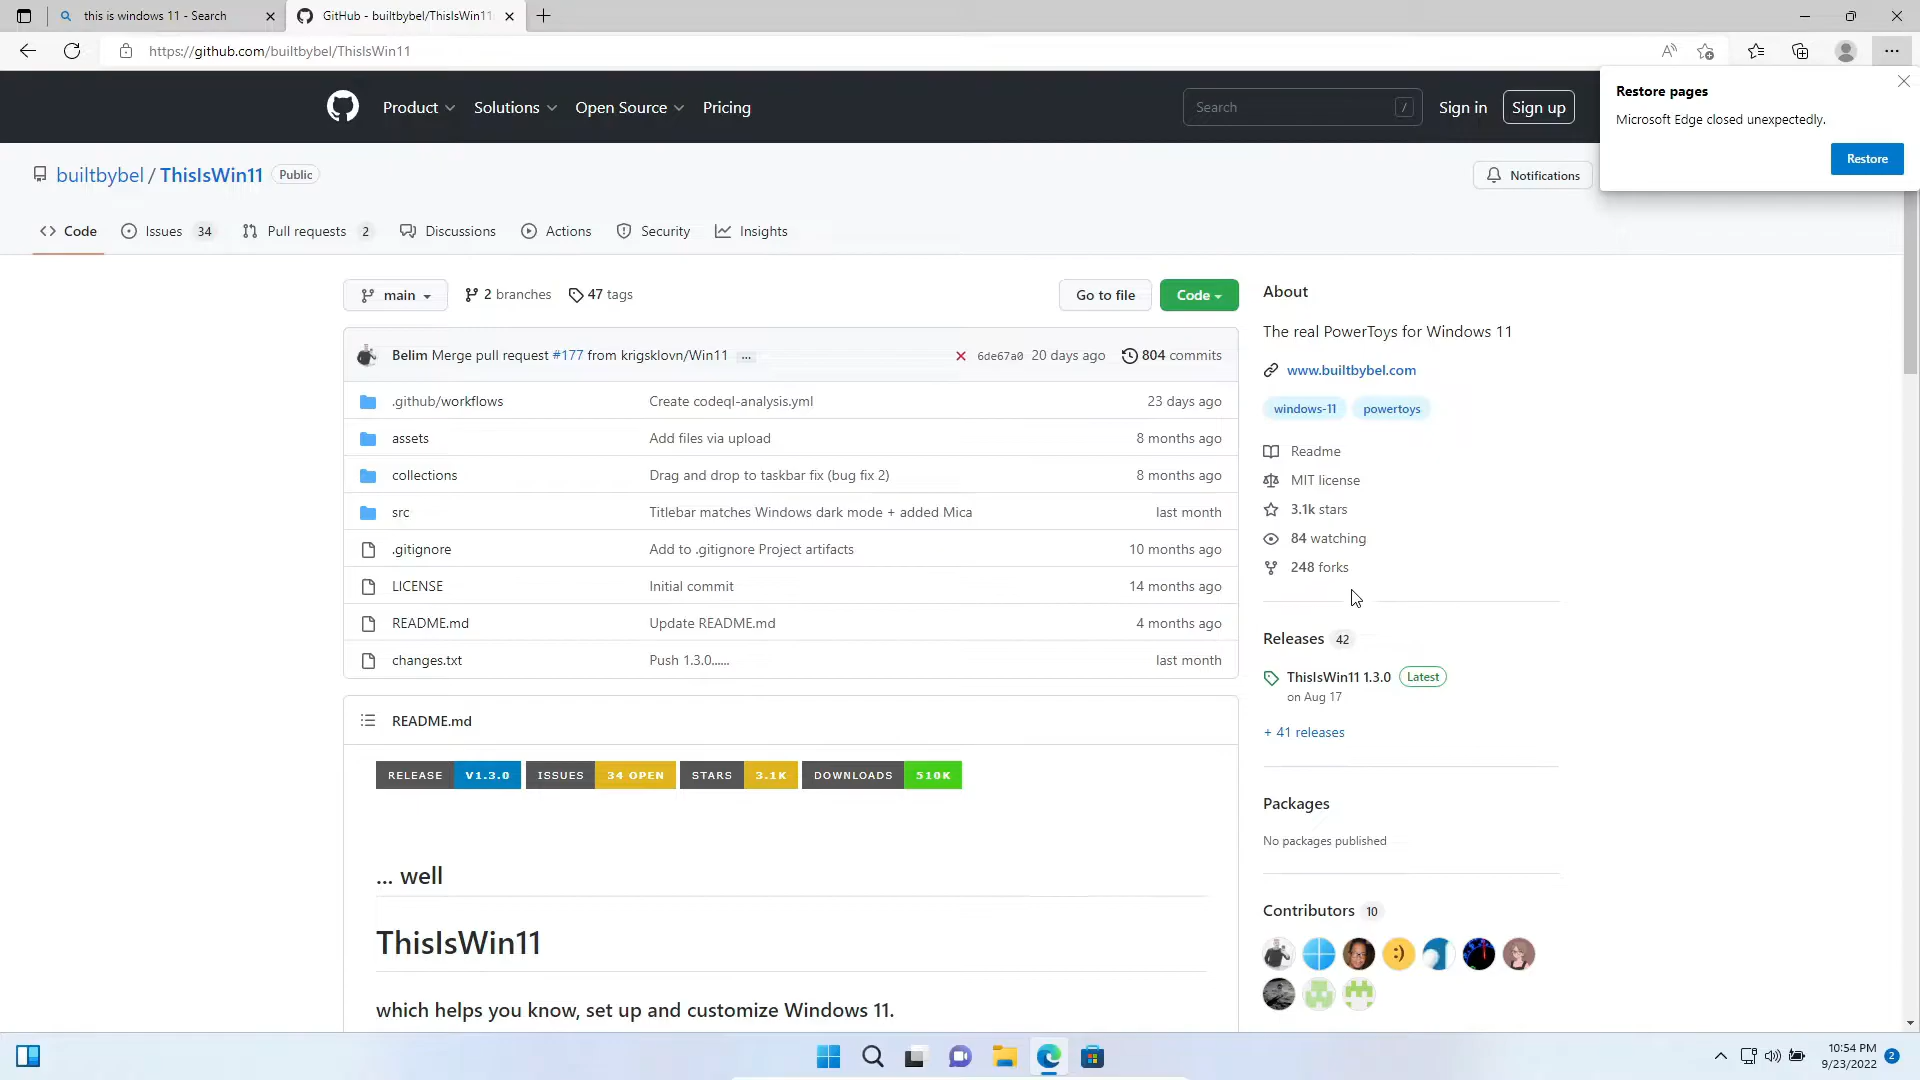 this is windows 11 - Search
GitHub - builtbybel/ThisIsWin11
https://github.com/builtbybel/ThisIsWin11
Restore pages
Microsoft Edge closed unexpectedly.
Restore
Product
Solutions
Open Source
Pricing
Search
/
Sign in
Sign up
builtbybel / ThisIsWin11
Public
Notifications
Code
Issues 34
Pull requests 2
Discussions
Actions
Security
Insights
main
2 branches
47 tags
Go to file
Code
Belim Merge pull request #177 from krigsklovn/Win11 ...
6de67a0 20 days ago
804 commits
.github/workflows
Create codeql-analysis.yml
23 days ago
assets
Add files via upload
8 months ago
collections
Drag and drop to taskbar fix (bug fix 2)
8 months ago
src
Titlebar matches Windows dark mode + added Mica
last month
.gitignore
Add to .gitignore Project artifacts
10 months ago
LICENSE
Initial commit
14 months ago
README.md
Update README.md
4 months ago
changes.txt
Push 1.3.0......
last month
README.md
RELEASE V1.3.0
ISSUES 34 OPEN
STARS 3.1K
DOWNLOADS 510K
... well
ThisIsWin11
which helps you know, set up and customize Windows 11.
About
The real PowerToys for Windows 11
www.builtbybel.com
windows-11
powertoys
Readme
MIT license
3.1k stars
84 watching
248 forks
Releases 42
ThisIsWin11 1.3.0 Latest
on Aug 17
+ 41 releases
Packages
No packages published
Contributors 10
10:54 PM
9/23/2022
2